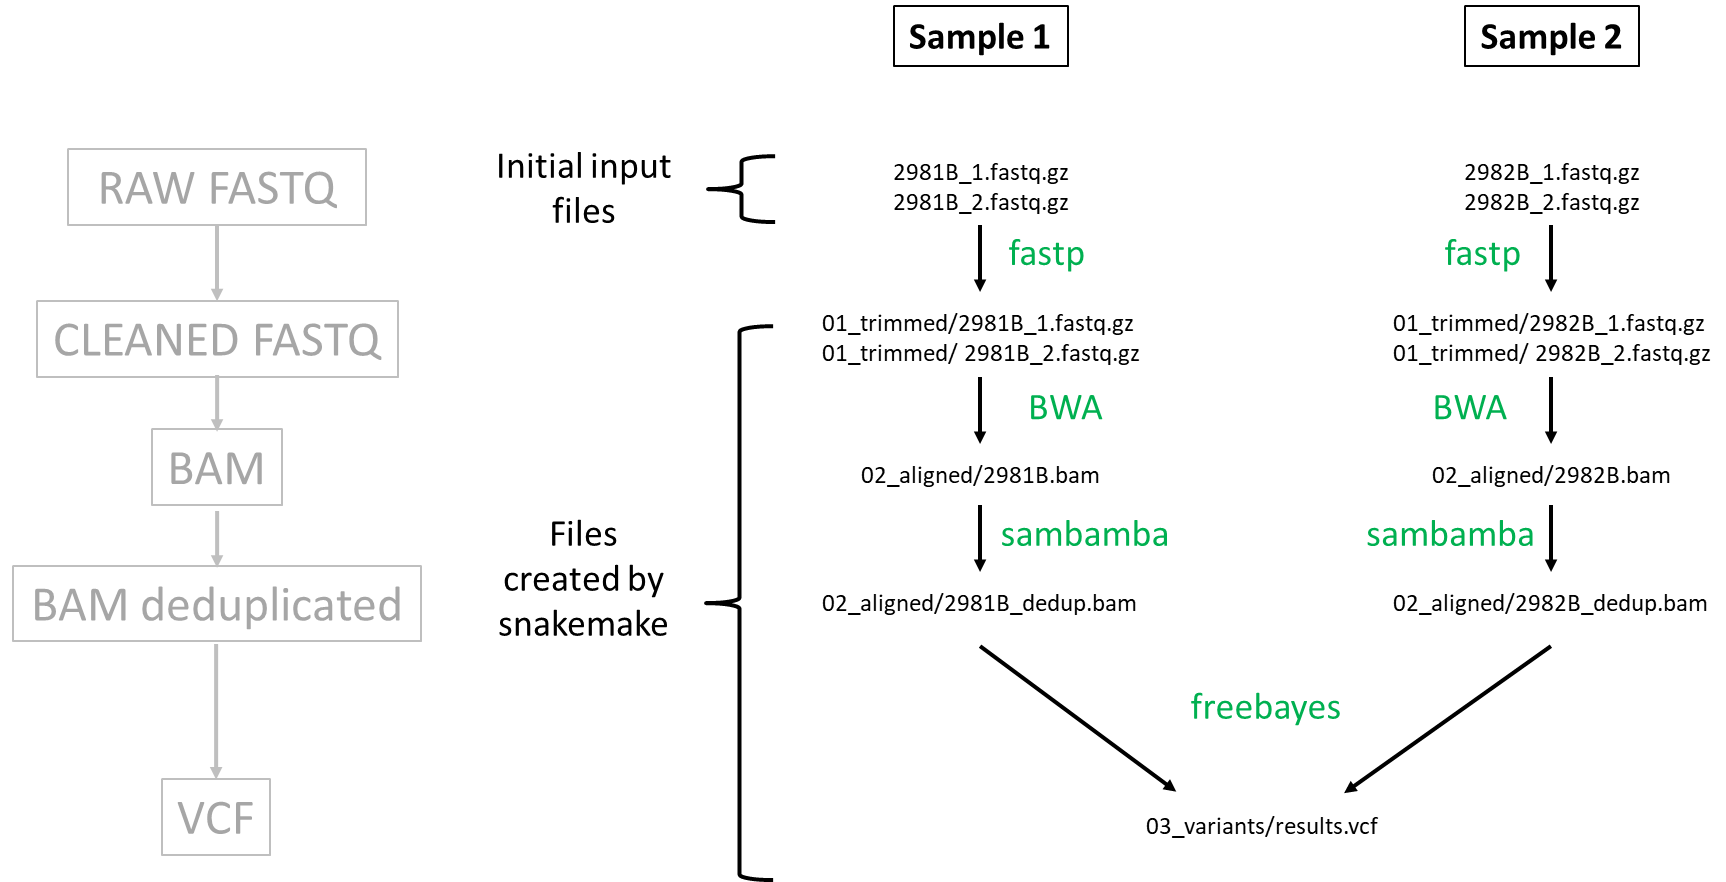 Sample 1
Sample 2
RAW FASTQ
Initial input
files
2981B_1.fastq.gz
2981B_2.fastq.gz
2982B_1.fastq.gz
2982B_2.fastq.gz
fastp
fastp
CLEANED FASTQ
01_trimmed/2981B_1.fastq.gz
01_trimmed/ 2981B_2.fastq.gz
01_trimmed/2982B_1.fastq.gz
01_trimmed/ 2982B_2.fastq.gz
BWA
BWA
BAM
02_aligned/2981B.bam
02_aligned/2982B.bam
Files
created by
snakemake
sambamba
sambamba
BAM deduplicated
02_aligned/2981B_dedup.bam
02_aligned/2982B_dedup.bam
freebayes
VCF
03_variants/results.vcf